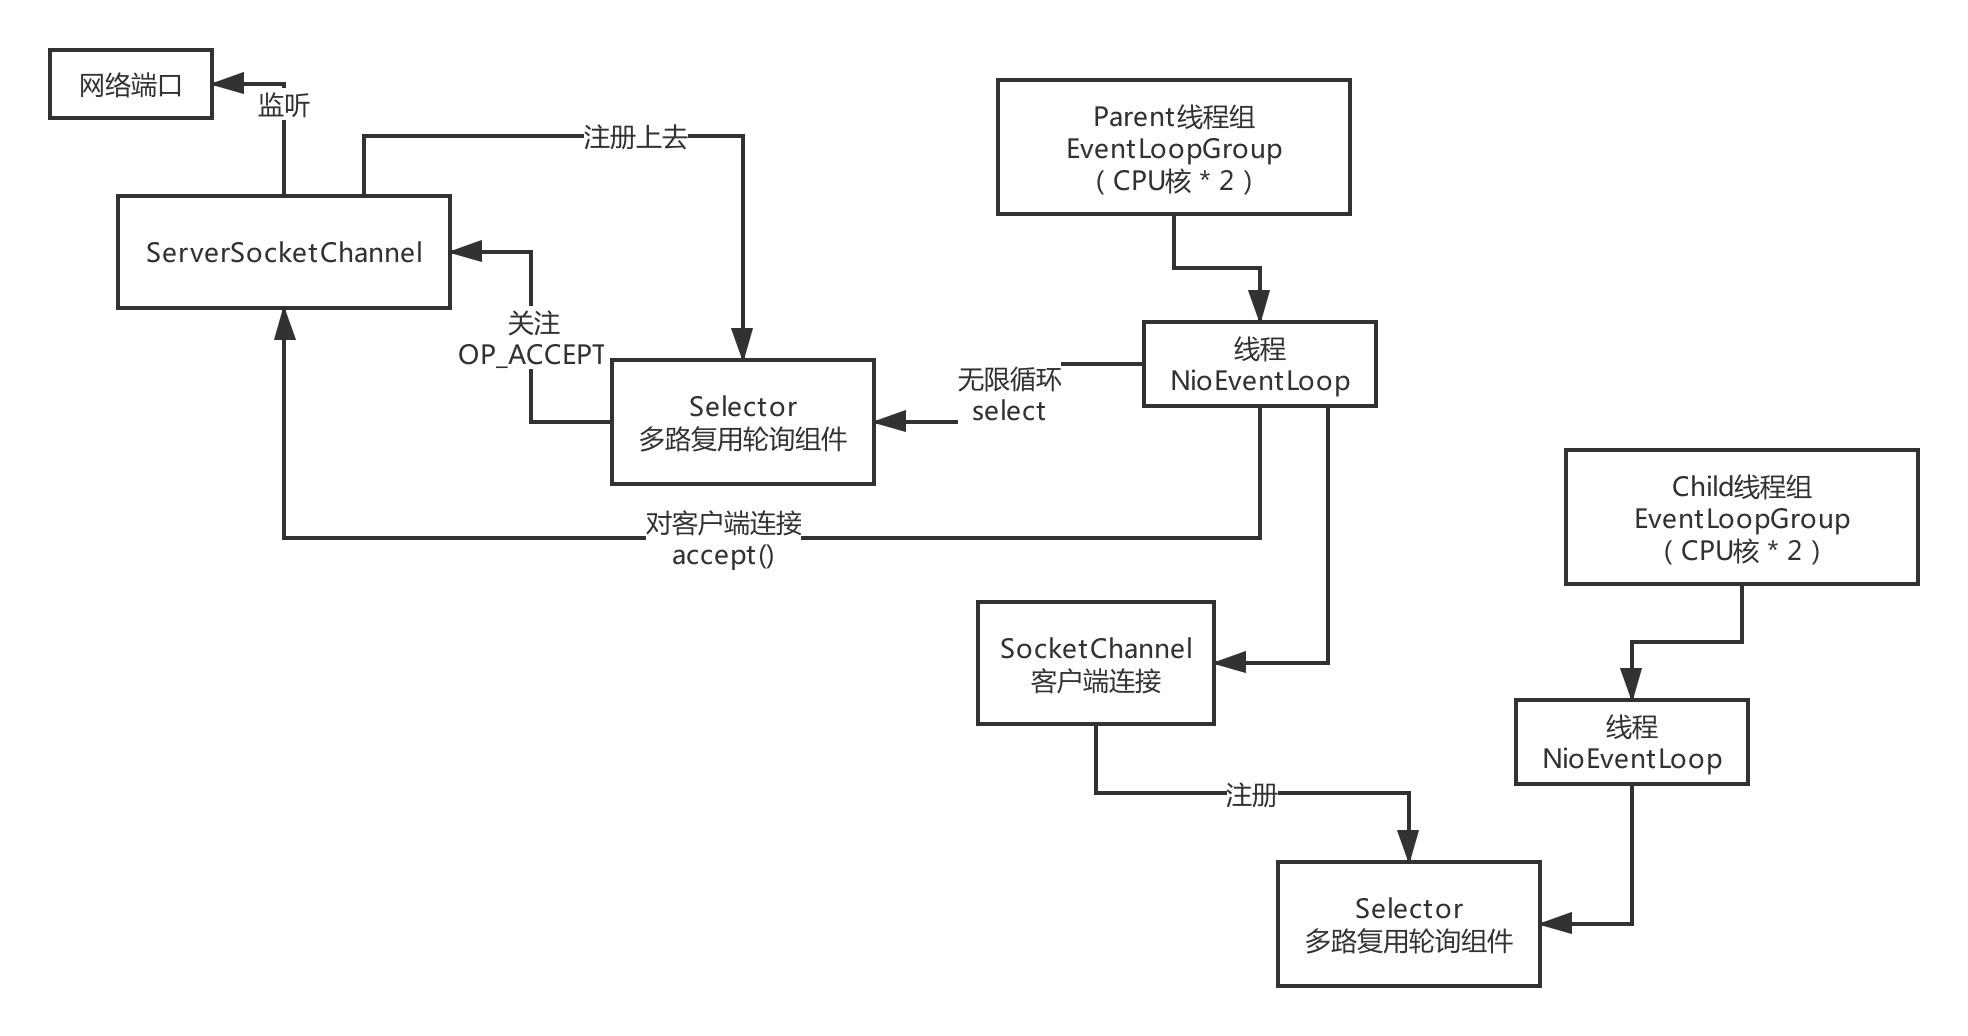 网络端口
监听
注册上去
Parent线程组
EventLoopGroup
（ CPU核 * 2 ）
ServerSocketChannel
关注
OP_ACCEPT
线程
NioEventLoop
无限循环
select
Selector
多路复用轮询组件
Child线程组
EventLoopGroup
（ CPU核 * 2 ）
对客户端连接
accept()
SocketChannel
客户端连接
线程
NioEventLoop
注册
Selector
多路复用轮询组件